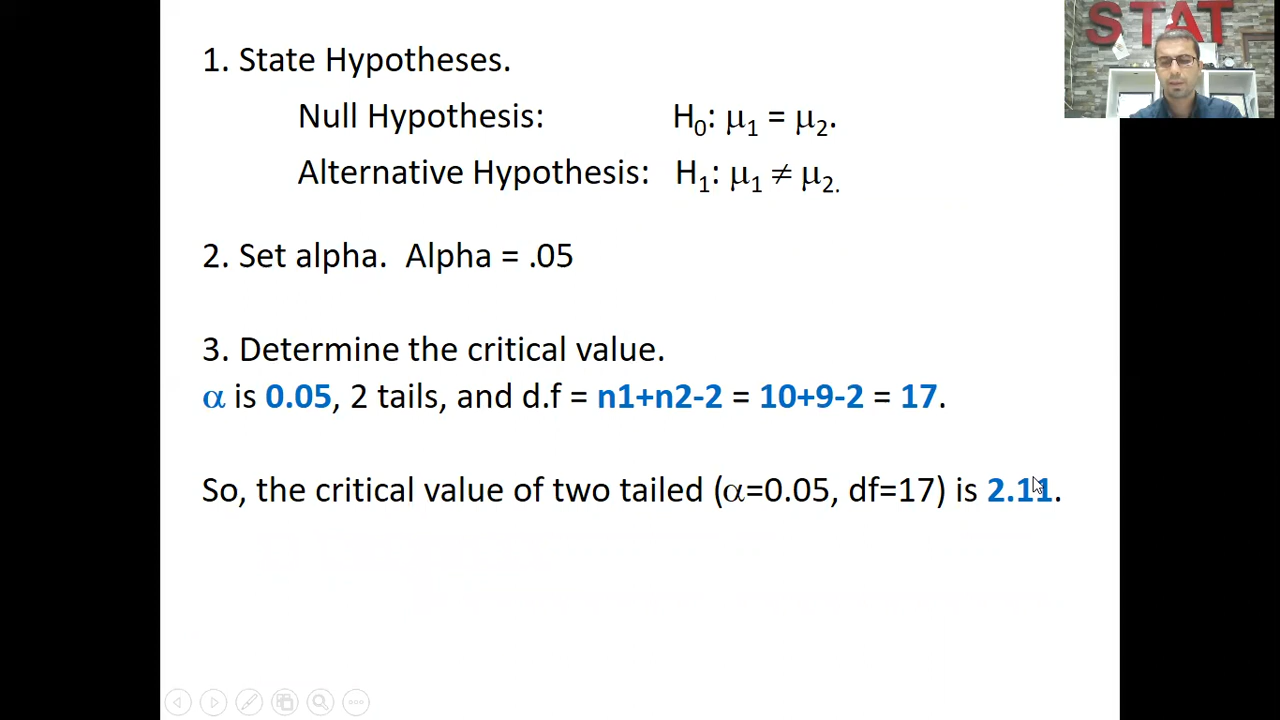 STAT
1. State Hypotheses.
Null Hypothesis: H₀: μ₁ = μ₂.
Alternative Hypothesis: H₁: μ₁ ≠ μ₂.
2. Set alpha. Alpha = .05
3. Determine the critical value.
α is 0.05, 2 tails, and d.f = n1+n2-2 = 10+9-2 = 17.
So, the critical value of two tailed (α=0.05, df=17) is 2.11.